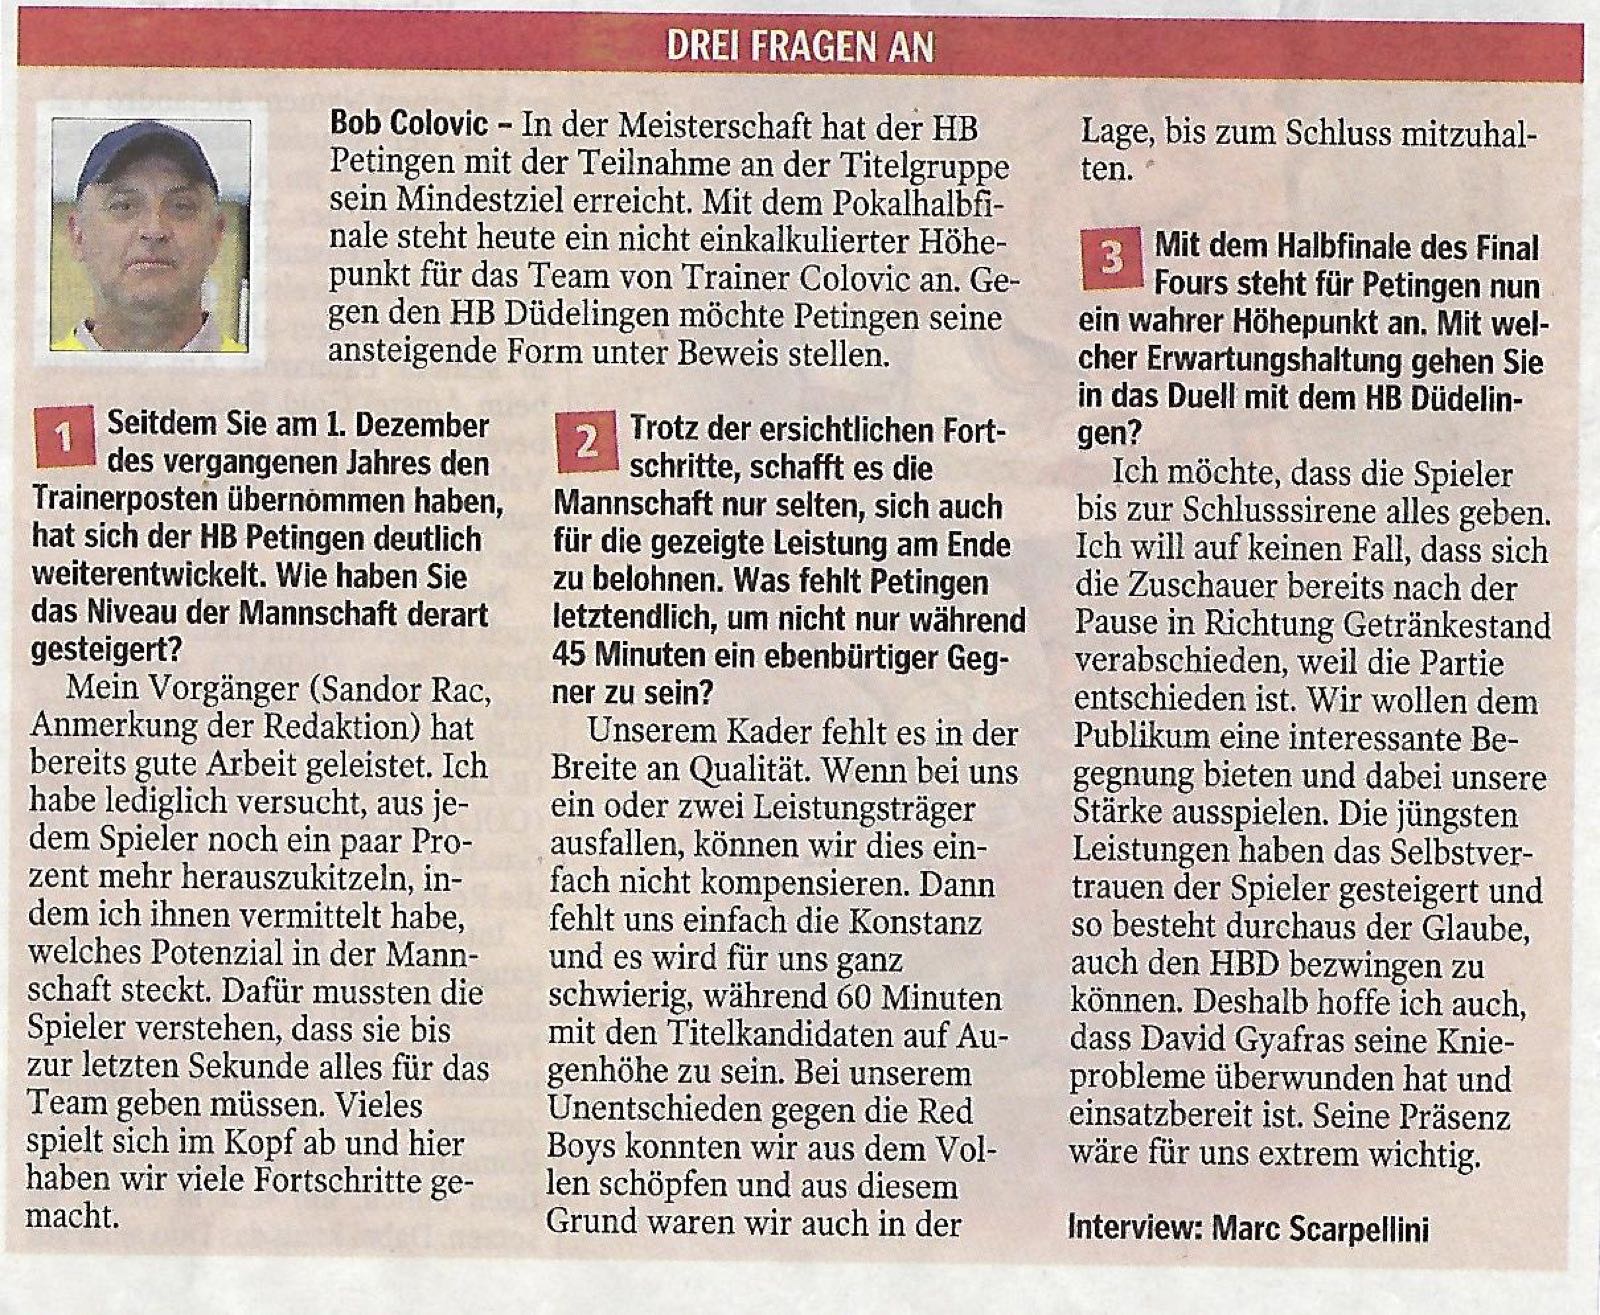 DREI FRAGEN AN
Bob Colovic – In der Meisterschaft hat der HB
Petingen mit der Teilnahme an der Titelgruppe
sein Mindestziel erreicht. Mit dem Pokalhalbfi-
nale steht heute ein nicht einkalkulierter Höhe-
punkt für das Team von Trainer Colovic an. Ge-
gen den HB Düdelingen möchte Petingen seine
ansteigende Form unter Beweis stellen.
1 Seitdem Sie am 1. Dezember
des vergangenen Jahres den
Trainerposten übernommen haben,
hat sich der HB Petingen deutlich
weiterentwickelt. Wie haben Sie
das Niveau der Mannschaft derart
gesteigert?
Mein Vorgänger (Sandor Rac,
Anmerkung der Redaktion) hat
bereits gute Arbeit geleistet. Ich
habe lediglich versucht, aus je-
dem Spieler noch ein paar Pro-
zent mehr herauszukitzeln, in-
dem ich ihnen vermittelt habe,
welches Potenzial in der Mann-
schaft steckt. Dafür mussten die
Spieler verstehen, dass sie bis
zur letzten Sekunde alles für das
Team geben müssen. Vieles
spielt sich im Kopf ab und hier
haben wir viele Fortschritte ge-
macht.
2 Trotz der ersichtlichen Fort-
schritte, schafft es die
Mannschaft nur selten, sich auch
für die gezeigte Leistung am Ende
zu belohnen. Was fehlt Petingen
letztendlich, um nicht nur während
45 Minuten ein ebenbürtiger Geg-
ner zu sein?
Unserem Kader fehlt es in der
Breite an Qualität. Wenn bei uns
ein oder zwei Leistungsträger
ausfallen, können wir dies ein-
fach nicht kompensieren. Dann
fehlt uns einfach die Konstanz
und es wird für uns ganz
schwierig, während 60 Minuten
mit den Titelkandidaten auf Au-
genhöhe zu sein. Bei unserem
Unentschieden gegen die Red
Boys konnten wir aus dem Vol-
len schöpfen und aus diesem
Grund waren wir auch in der
Lage, bis zum Schluss mitzuhal-
ten.
3 Mit dem Halbfinale des Final
Fours steht für Petingen nun
ein wahrer Höhepunkt an. Mit wel-
cher Erwartungshaltung gehen Sie
in das Duell mit dem HB Düdelin-
gen?
Ich möchte, dass die Spieler
bis zur Schlusssirene alles geben.
Ich will auf keinen Fall, dass sich
die Zuschauer bereits nach der
Pause in Richtung Getränkestand
verabschieden, weil die Partie
entschieden ist. Wir wollen dem
Publikum eine interessante Be-
gegnung bieten und dabei unsere
Stärke ausspielen. Die jüngsten
Leistungen haben das Selbstver-
trauen der Spieler gesteigert und
so besteht durchaus der Glaube,
auch den HBD bezwingen zu
können. Deshalb hoffe ich auch,
dass David Gyafras seine Knie-
probleme überwunden hat und
einsatzbereit ist. Seine Präsenz
wäre für uns extrem wichtig.
Interview: Marc Scarpellini